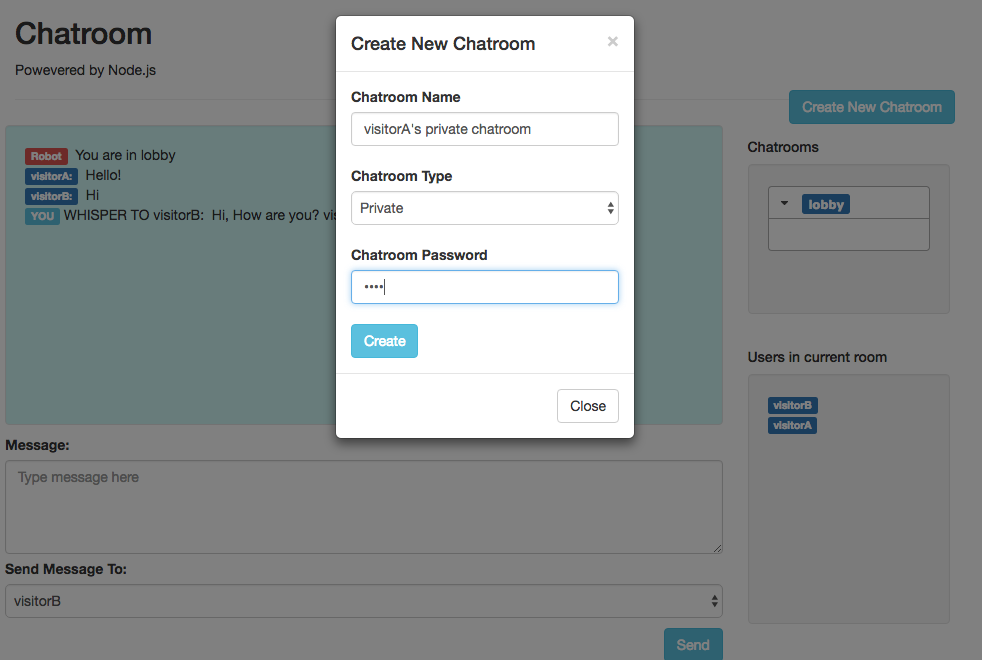 Chatroom
Powevered by Node.js
Create New Chatroom
×
Chatroom Name
visitorA's private chatroom
Chatroom Type
Private
Chatroom Password
••••
Create
Close
Create New Chatroom
Robot You are in lobby
visitorA: Hello!
visitorB: Hi
YOU WHISPER TO visitorB: Hi, How are you?
Chatrooms
lobby
Users in current room
visitorB
visitorA
Message:
Type message here
Send Message To:
visitorB
Send